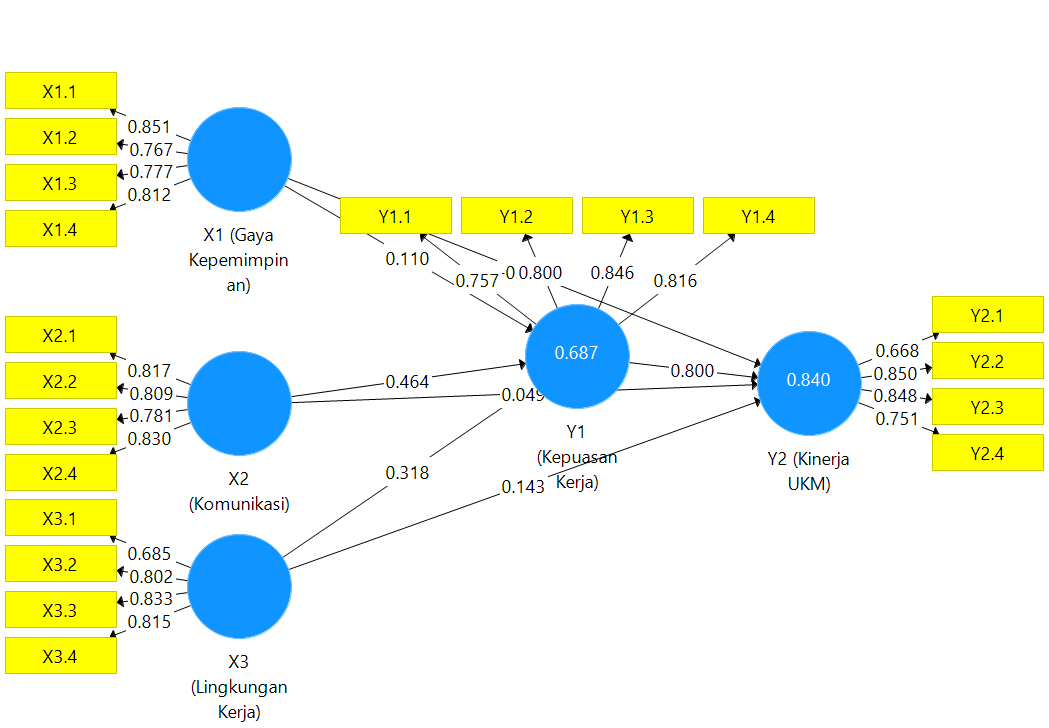 X1.1
X1.2
X1.3
X1.4
0.851
0.767
0.777
0.812
X1 (Gaya
Kepemimpin
an)
Y1.1
Y1.2
Y1.3
Y1.4
0.110
0.757
0.800
0.846
0.816
X2.1
X2.2
X2.3
X2.4
0.817
0.809
0.781
0.830
X2
(Komunikasi)
0.464
0.049
0.318
0.143
0.687
Y1
(Kepuasan
Kerja)
0.800
0.840
Y2 (Kinerja
UKM)
0.668
0.850
0.848
0.751
Y2.1
Y2.2
Y2.3
Y2.4
X3.1
X3.2
X3.3
X3.4
0.685
0.802
0.833
0.815
X3
(Lingkungan
Kerja)